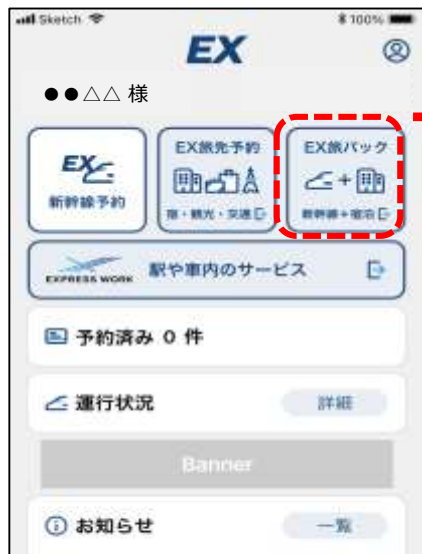 Sketch 100%
EX
●●△△ 様
EX 新幹線予約
EX旅先予約
宿・観光・交通
EX旅パック
+
新幹線+宿泊
EXPRESS WORK 駅や車内のサービス
予約済み 0 件
運行状況 詳細
Banner
お知らせ 一覧